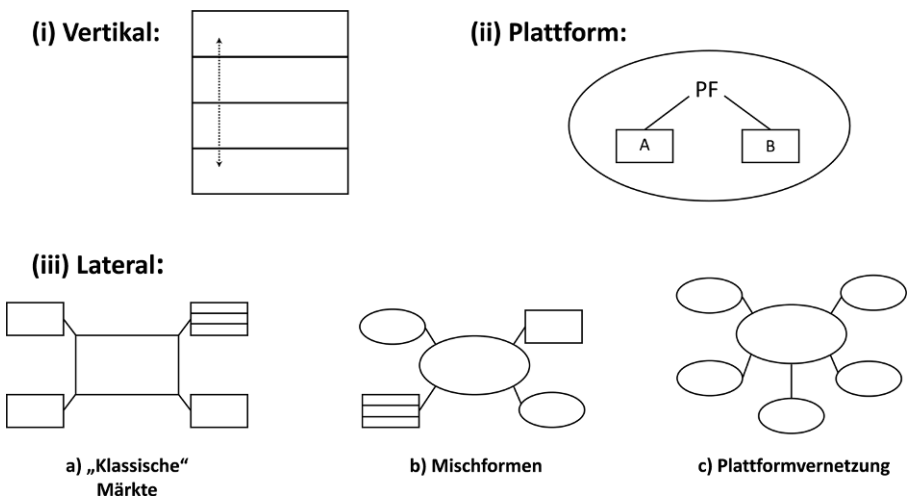 (i) Vertikal:
(ii) Plattform:
PF
A
B
(iii) Lateral:
a) „Klassische“
Märkte
b) Mischformen
c) Plattformvernetzung